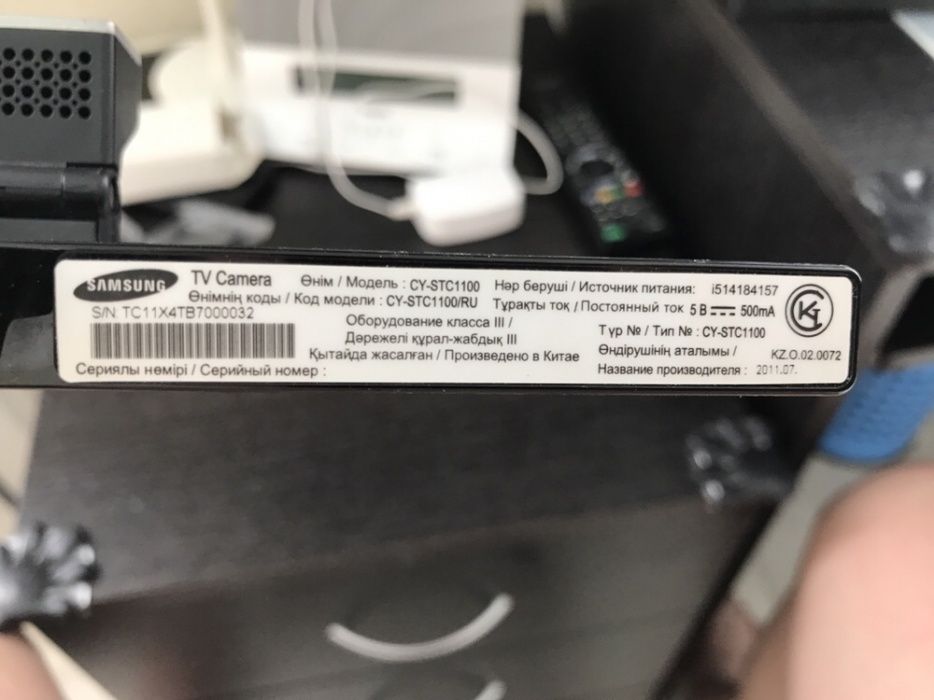 SAMSUNG TV Camera Өнім / Модель : CY-STC1100 Нәр беруші / Источник питания: i514184157
Өнімнің коды / Код модели : CY-STC1100/RU Тұрақты ток / Постоянный ток 5 В 500mA
S/N: TC11X4TB7000032 Оборудование класса III / Түр № / Тип № : CY-STC1100
Дәрежелі құрал-жабдық III
Қытайда жасалған / Произведено в Китае Өндірушінің аталымы / KZ.O.02.0072
Сериялы нөмірі / Серийный номер : Название производителя : 2011.07.